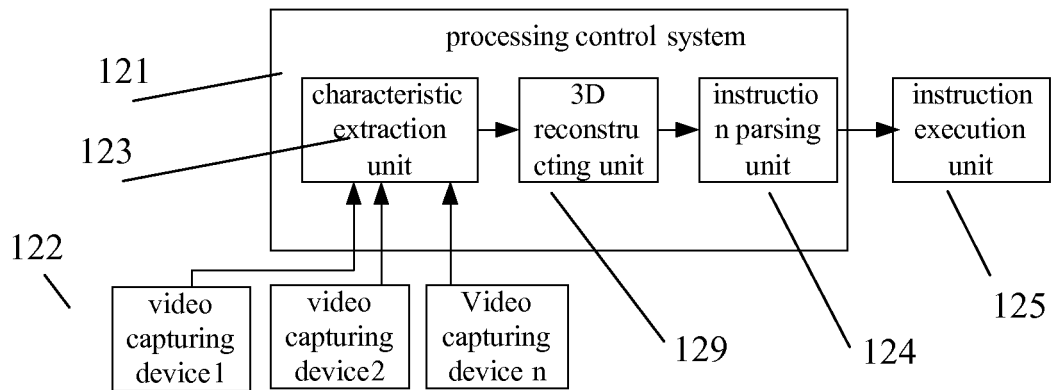 processing control system
121
characteristic
extraction
unit
3D
reconstru
cting unit
instructio
n parsing
unit
instruction
execution
unit
123
122
video
capturing
device1
video
capturing
device2
Video
capturing
device n
129
124
125